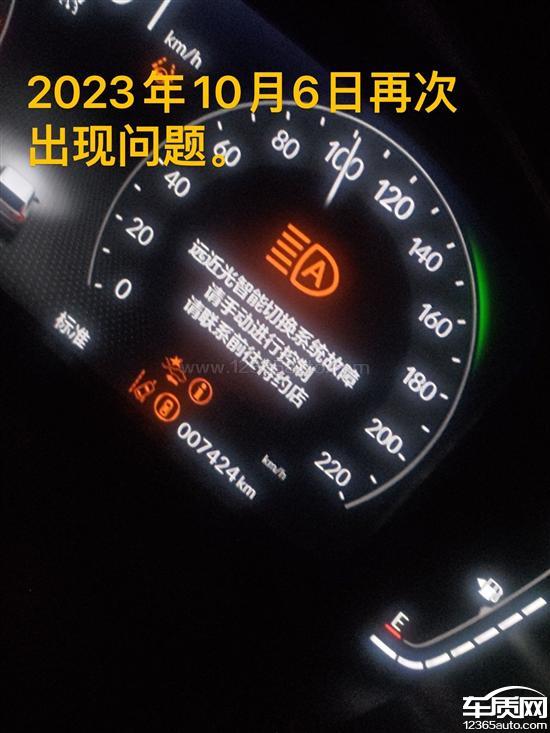 km/h
2023年10月6日再次
出现问题。
0
20
40
60
80
100
120
140
160
180
200
220
A
远近光智能切换系统故障
请手动进行控制
请联系前往特约店
标准
i
007424 km
km/h
E
车质网
12365auto.com